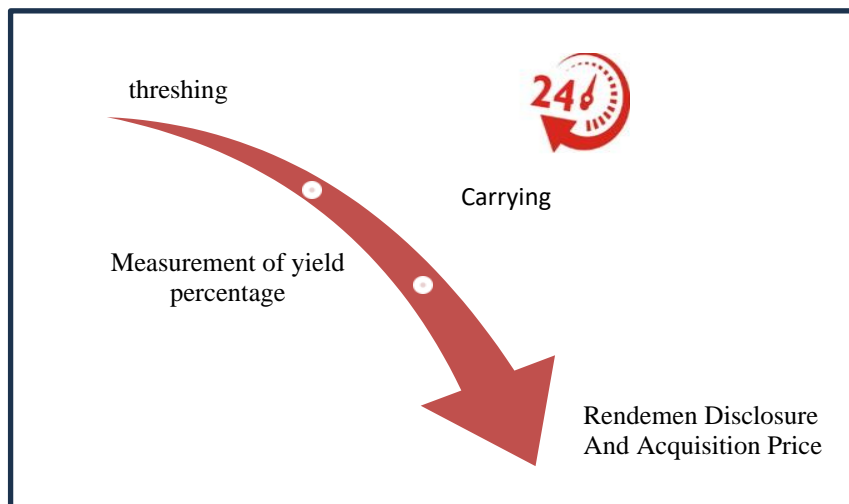 threshing
24
Carrying
Measurement of yield
percentage
Rendemen Disclosure
And Acquisition Price